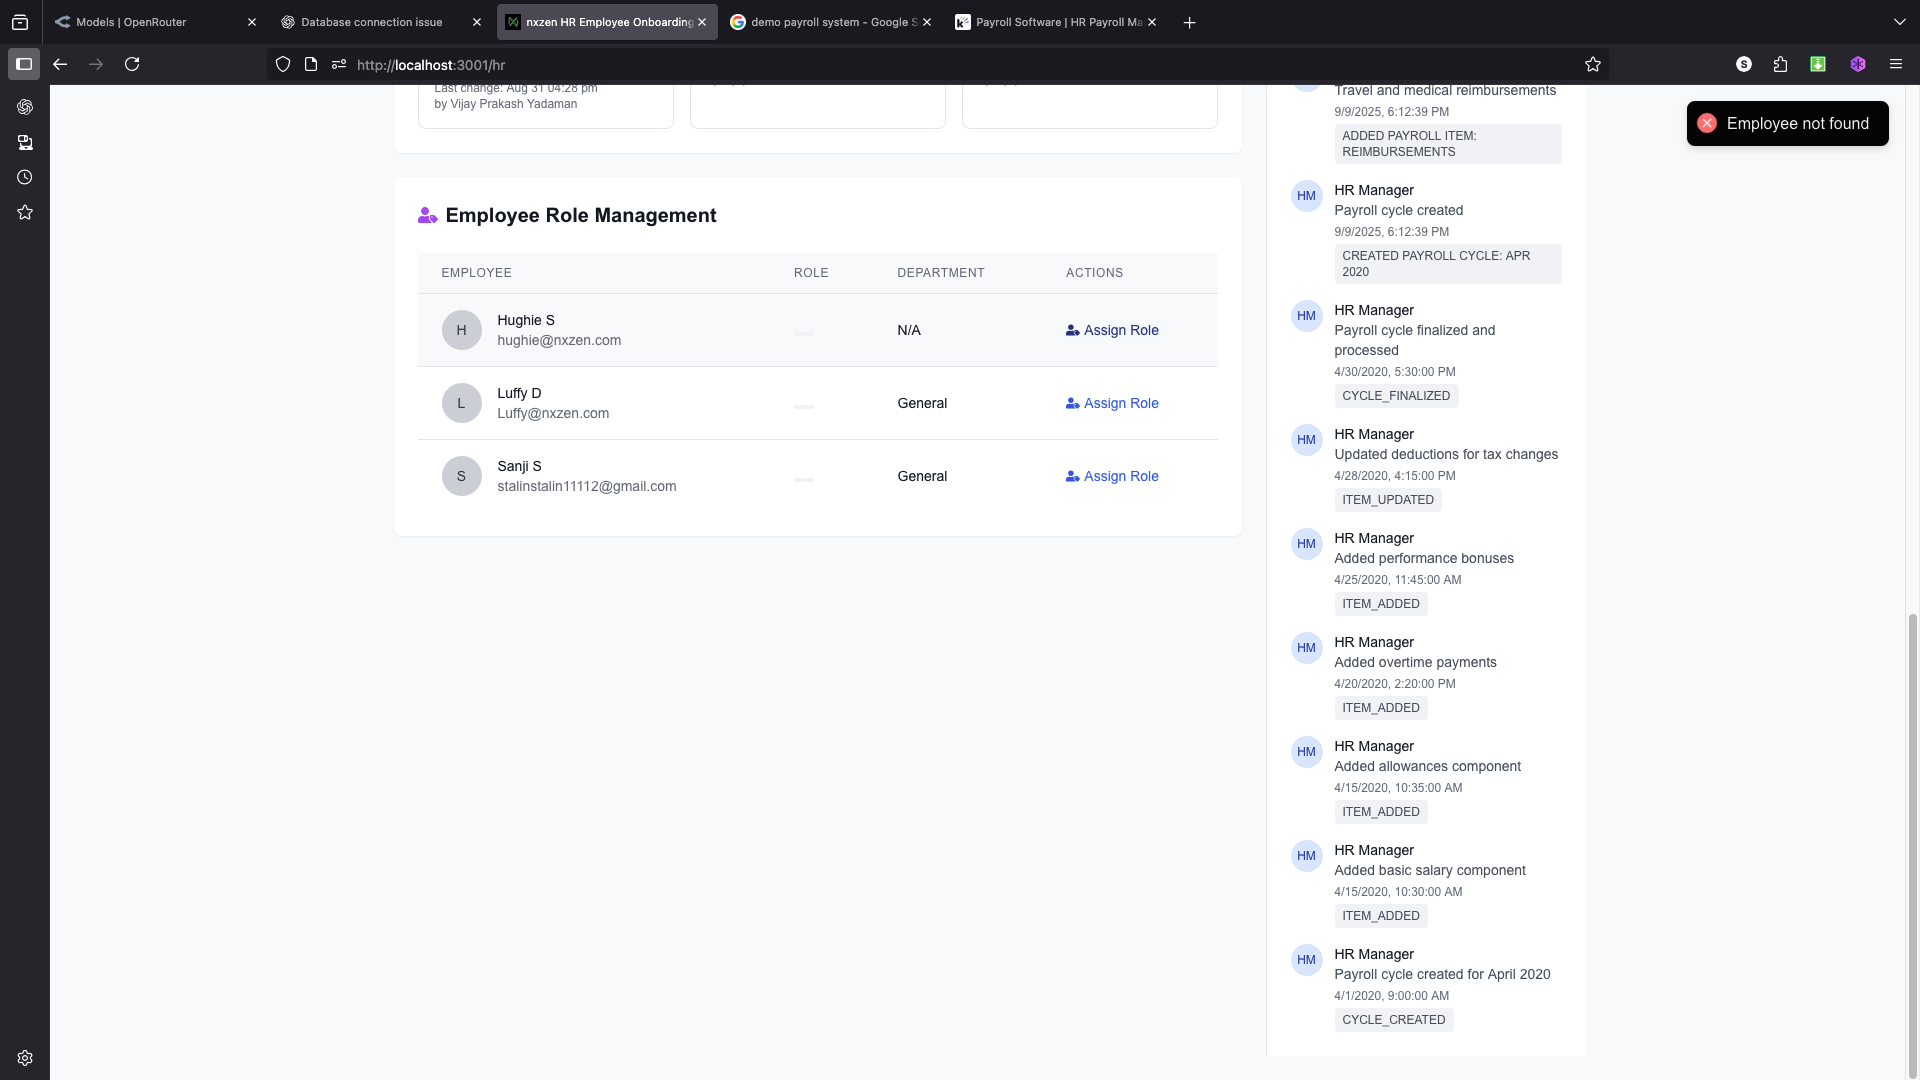 Models | OpenRouter
Database connection issue
nxzen HR Employee Onboarding
demo payroll system - Google S
Payroll Software | HR Payroll Ma
http://localhost:3001/hr
S
Last change: Aug 31 04:28 pm
by Vijay Prakash Yadaman
Employee Role Management
EMPLOYEE ROLE DEPARTMENT ACTIONS
H
Hughie S
hughie@nxzen.com
N/A
Assign Role
L
Luffy D
Luffy@nxzen.com
General
Assign Role
S
Sanji S
stalinstalin11112@gmail.com
General
Assign Role
Travel and medical reimbursements
9/9/2025, 6:12:39 PM
ADDED PAYROLL ITEM:
REIMBURSEMENTS
HM
HR Manager
Payroll cycle created
9/9/2025, 6:12:39 PM
CREATED PAYROLL CYCLE: APR
2020
HM
HR Manager
Payroll cycle finalized and
processed
4/30/2020, 5:30:00 PM
CYCLE_FINALIZED
HM
HR Manager
Updated deductions for tax changes
4/28/2020, 4:15:00 PM
ITEM_UPDATED
HM
HR Manager
Added performance bonuses
4/25/2020, 11:45:00 AM
ITEM_ADDED
HM
HR Manager
Added overtime payments
4/20/2020, 2:20:00 PM
ITEM_ADDED
HM
HR Manager
Added allowances component
4/15/2020, 10:35:00 AM
ITEM_ADDED
HM
HR Manager
Added basic salary component
4/15/2020, 10:30:00 AM
ITEM_ADDED
HM
HR Manager
Payroll cycle created for April 2020
4/1/2020, 9:00:00 AM
CYCLE_CREATED
Employee not found